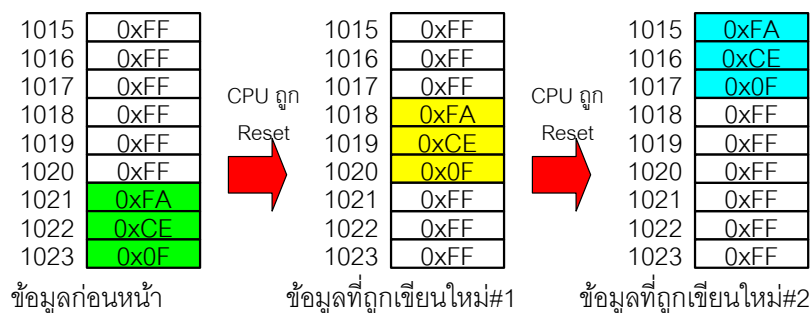 1015 0xFF 1015 0xFF 1015 0xFA
1016 0xFF 1016 0xFF 1016 0xCE
1017 0xFF 1017 0xFF 1017 0x0F
1018 0xFF CPU ถูก 1018 0xFA CPU ถูก 1018 0xFF
1019 0xFF Reset 1019 0xCE Reset 1019 0xFF
1020 0xFF 1020 0x0F 1020 0xFF
1021 0xFA 1021 0xFF 1021 0xFF
1022 0xCE 1022 0xFF 1022 0xFF
1023 0x0F 1023 0xFF 1023 0xFF
ข้อมูลก่อนหน้า ข้อมูลที่ถูกเขียนใหม่#1 ข้อมูลที่ถูกเขียนใหม่#2